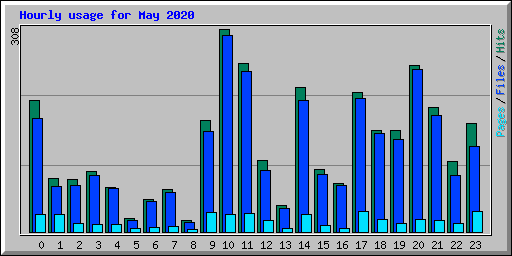 Hourly usage for May 2020
308
Pages / Files / Hits
0 1 2 3 4 5 6 7 8 9 10 11 12 13 14 15 16 17 18 19 20 21 22 23